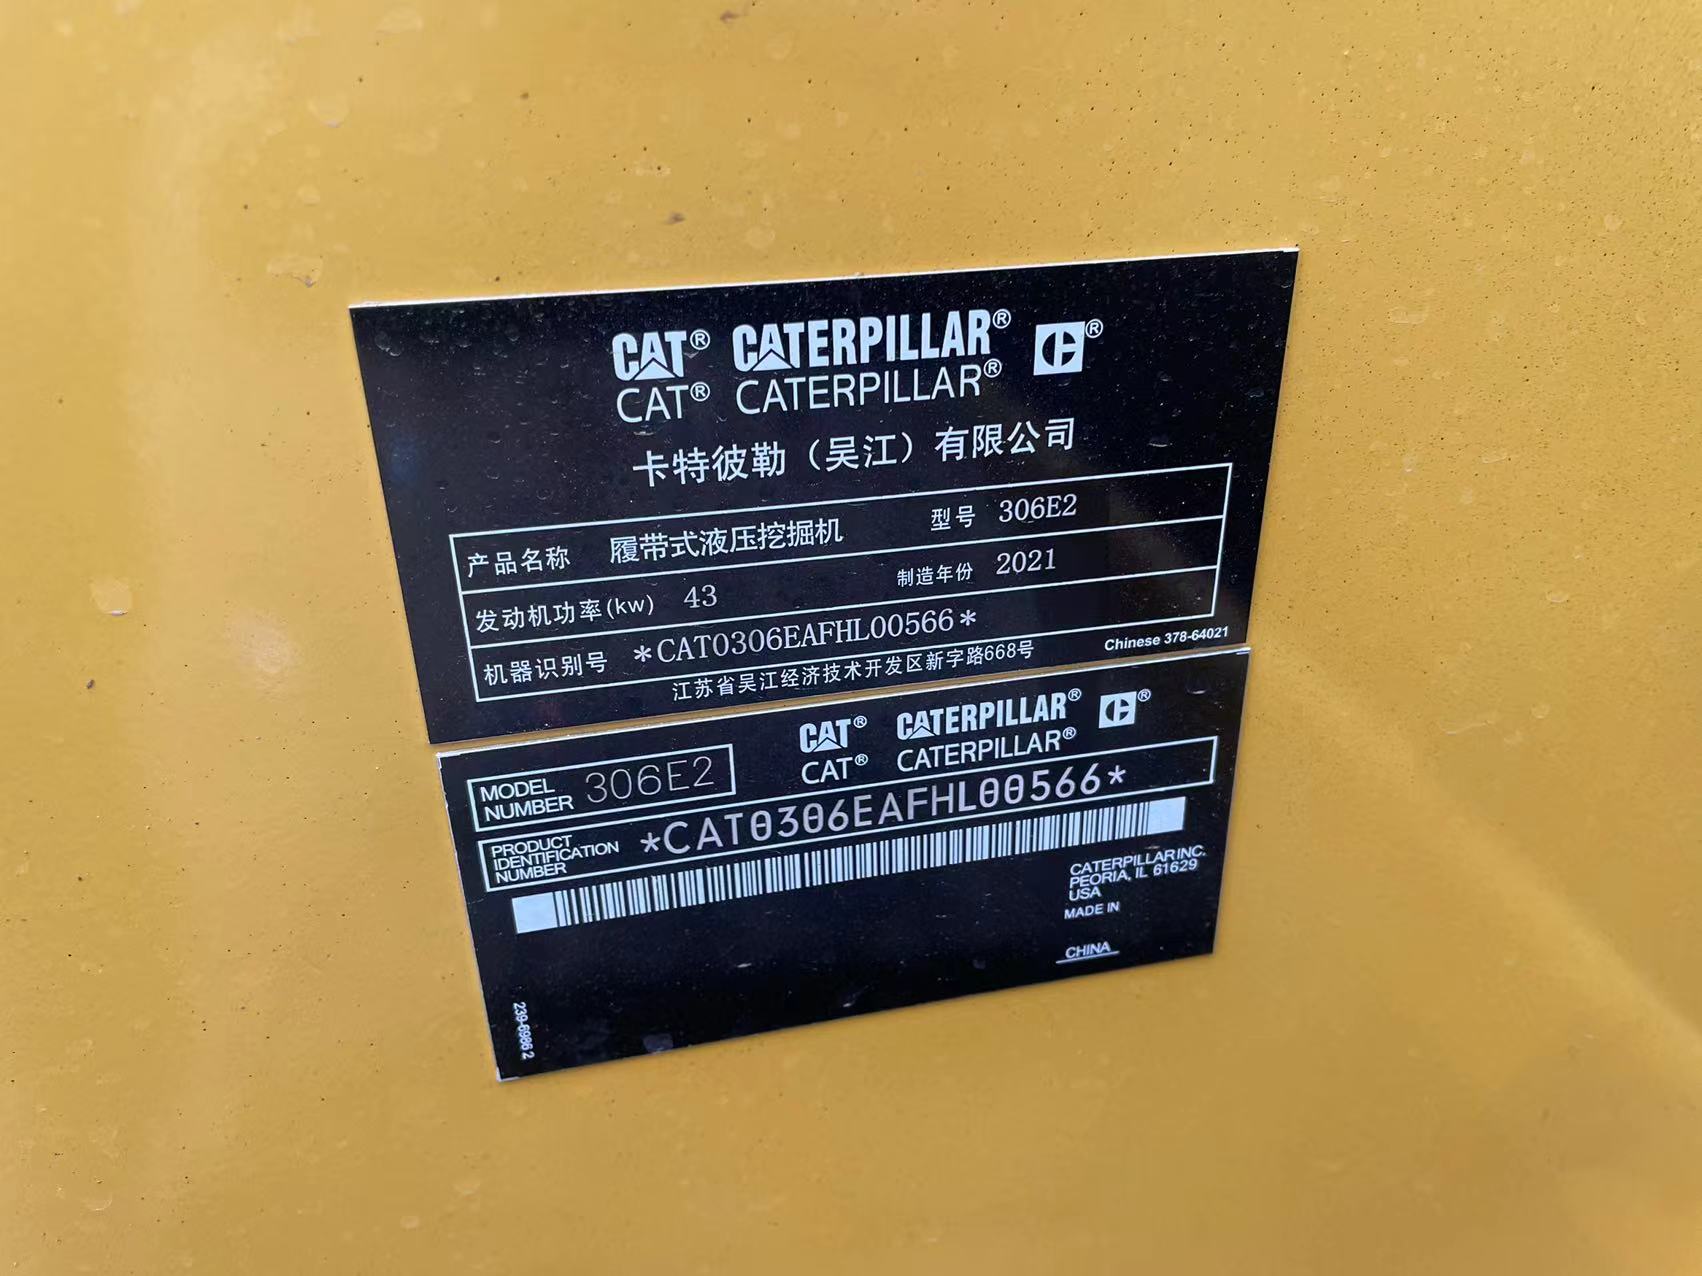 CAT® CATERPILLAR® C®
CAT® CATERPILLAR®
卡特彼勒（吴江）有限公司
产品名称 履带式液压挖掘机 型号 306E2
发动机功率(kw) 43 制造年份 2021
机器识别号 *CAT0306EAFHL00566*
江苏省吴江经济技术开发区新字路668号 Chinese 378-64021
CAT® CATERPILLAR® C®
CAT® CATERPILLAR®
MODEL NUMBER 306E2
PRODUCT IDENTIFICATION NUMBER *CAT0306EAFHL00566*
CATERPILLAR INC.
PEORIA, IL 61629
USA
MADE IN
CHINA
239-6986 2